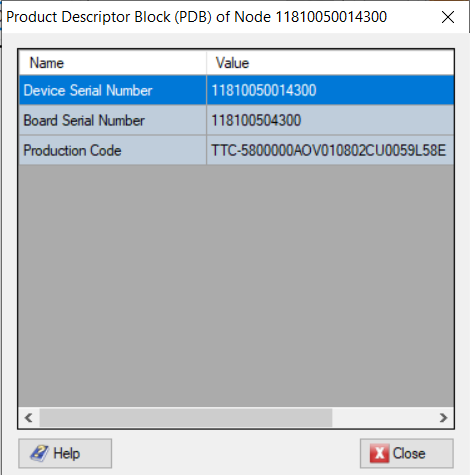 Product Descriptor Block (PDB) of Node 11810050014300
Name Value
Device Serial Number 11810050014300
Board Serial Number 118100504300
Production Code TTC-5800000AOV010802CU0059L58E
Help Close